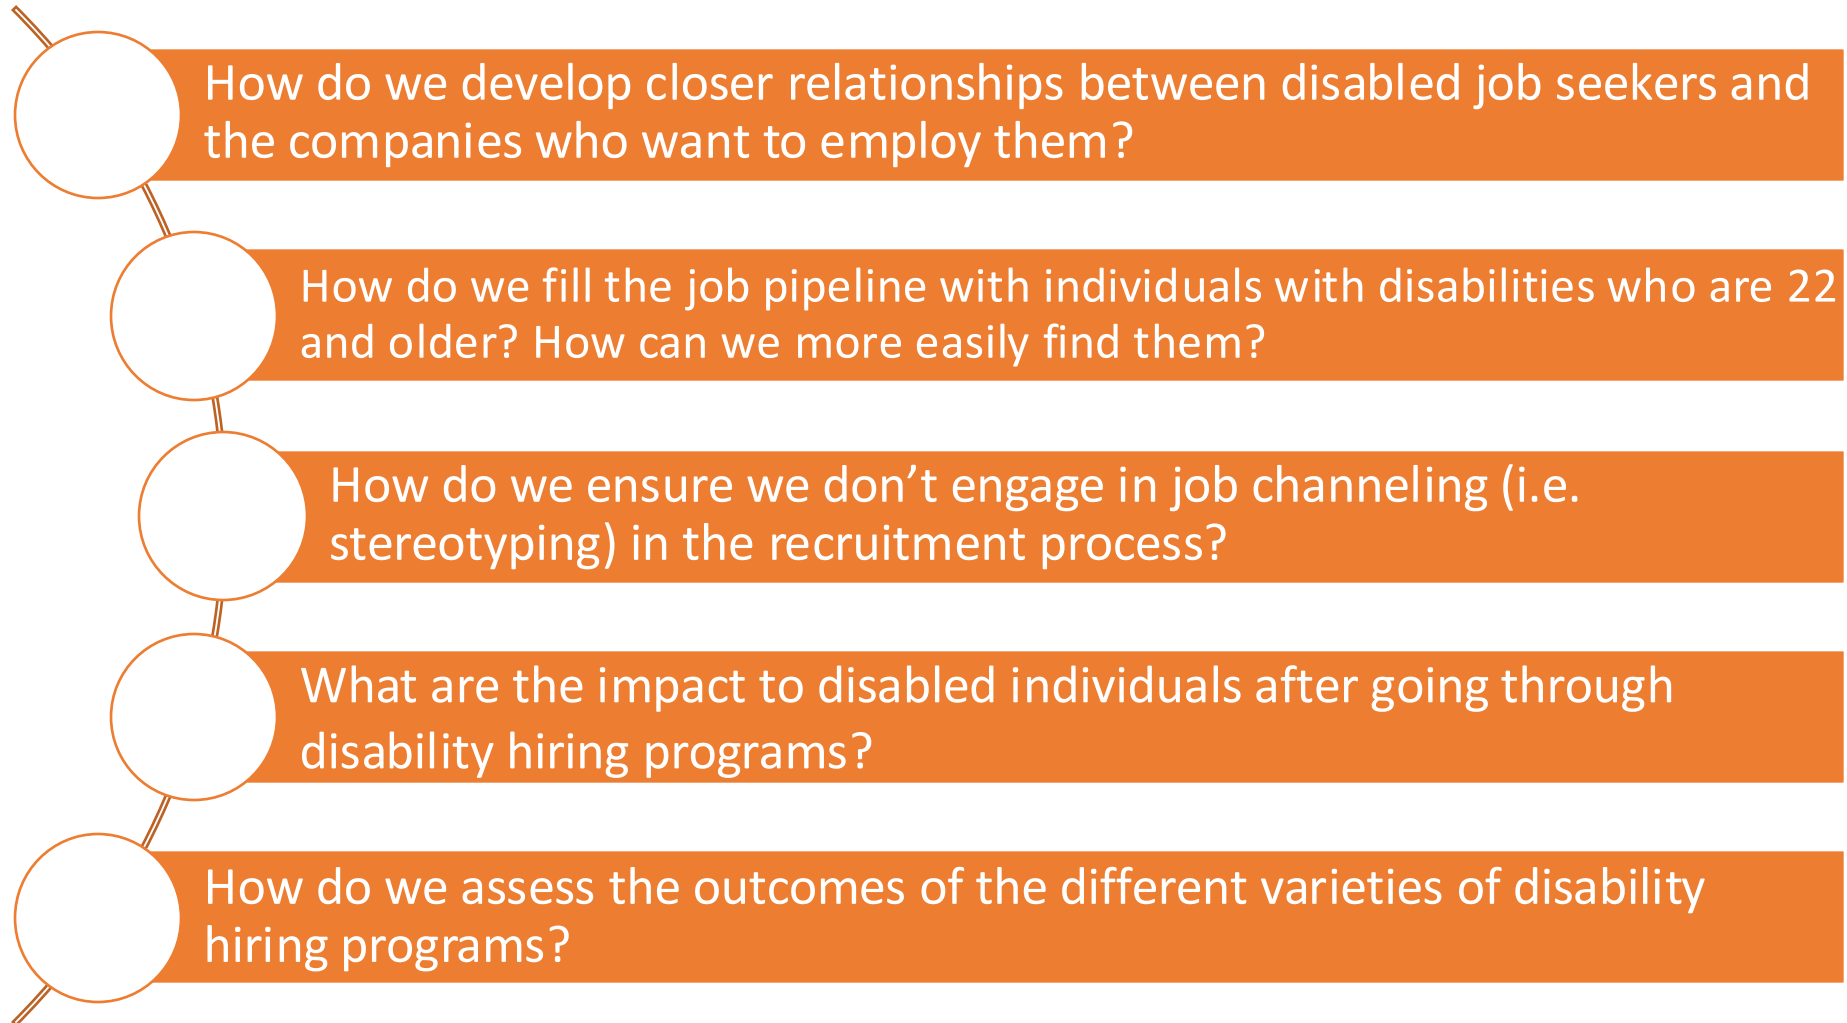 How do we develop closer relationships between disabled job seekers and
the companies who want to employ them?
How do we fill the job pipeline with individuals with disabilities who are 22
and older? How can we more easily find them?
How do we ensure we don’t engage in job channeling (i.e.
stereotyping) in the recruitment process?
What are the impact to disabled individuals after going through
disability hiring programs?
How do we assess the outcomes of the different varieties of disability
hiring programs?